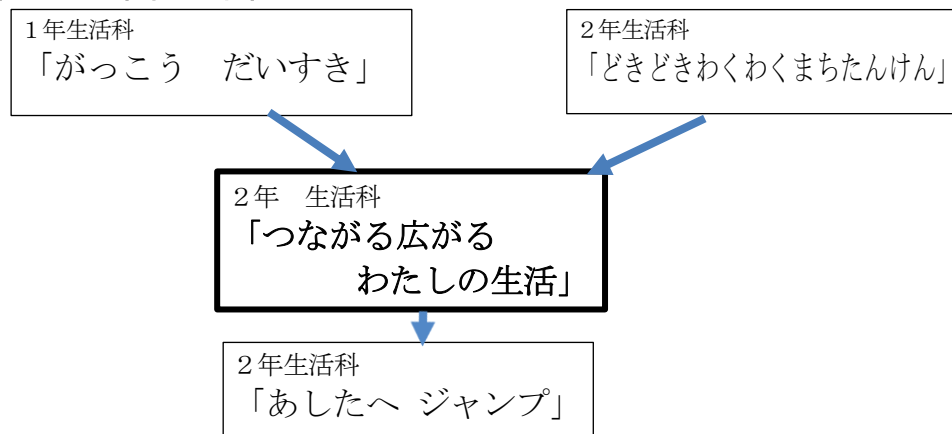 1年生活科
「がっこう　だいすき」
2年生活科
「どきどきわくわくまちたんけん」
2年　生活科
「つながる広がる
わたしの生活」
2年生活科
「あしたへ ジャンプ」